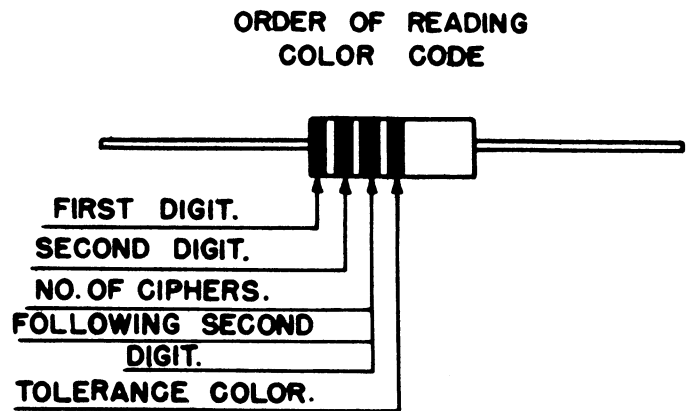 ORDER OF READING
COLOR CODE
FIRST DIGIT.
SECOND DIGIT.
NO. OF CIPHERS.
FOLLOWING SECOND
DIGIT.
TOLERANCE COLOR.